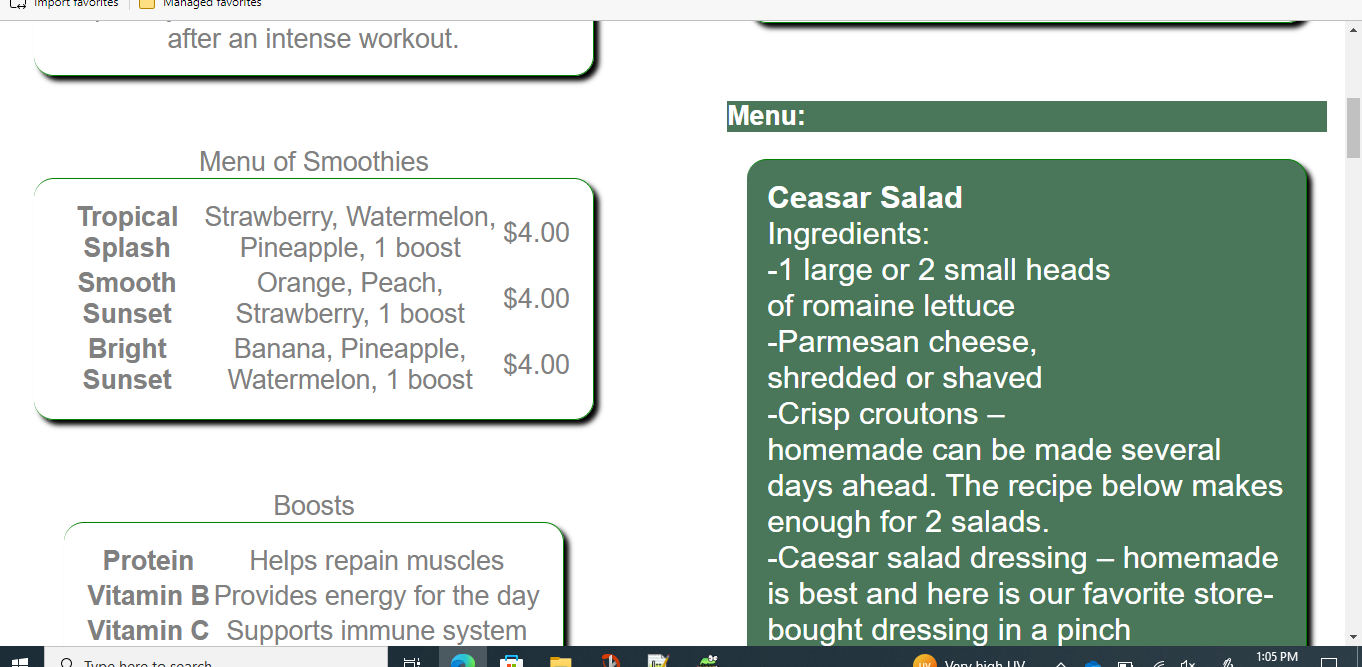 Import favorites
Managed favorites
after an intense workout.
Menu of Smoothies
Tropical Splash Strawberry, Watermelon, Pineapple, 1 boost $4.00
Smooth Sunset Orange, Peach, Strawberry, 1 boost $4.00
Bright Sunset Banana, Pineapple, Watermelon, 1 boost $4.00
Boosts
Protein Helps repain muscles
Vitamin B Provides energy for the day
Vitamin C Supports immune system
Menu:
Ceasar Salad
Ingredients:
-1 large or 2 small heads
of romaine lettuce
-Parmesan cheese,
shredded or shaved
-Crisp croutons –
homemade can be made several
days ahead. The recipe below makes
enough for 2 salads.
-Caesar salad dressing – homemade
is best and here is our favorite store-
bought dressing in a pinch
Type here to search
UV
Very high UV
1:05 PM